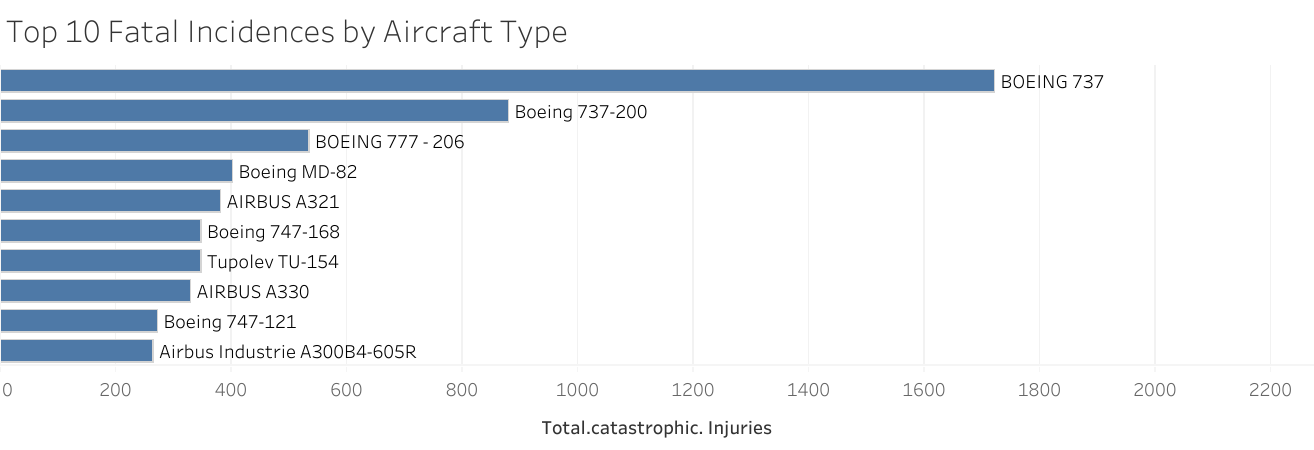 Top 10 Fatal Incidences by Aircraft Type
BOEING 737
Boeing 737-200
BOEING 777 - 206
Boeing MD-82
AIRBUS A321
Boeing 747-168
Tupolev TU-154
AIRBUS A330
Boeing 747-121
Airbus Industrie A300B4-605R
0 200 400 600 800 1000 1200 1400 1600 1800 2000 2200
Total.catastrophic. Injuries